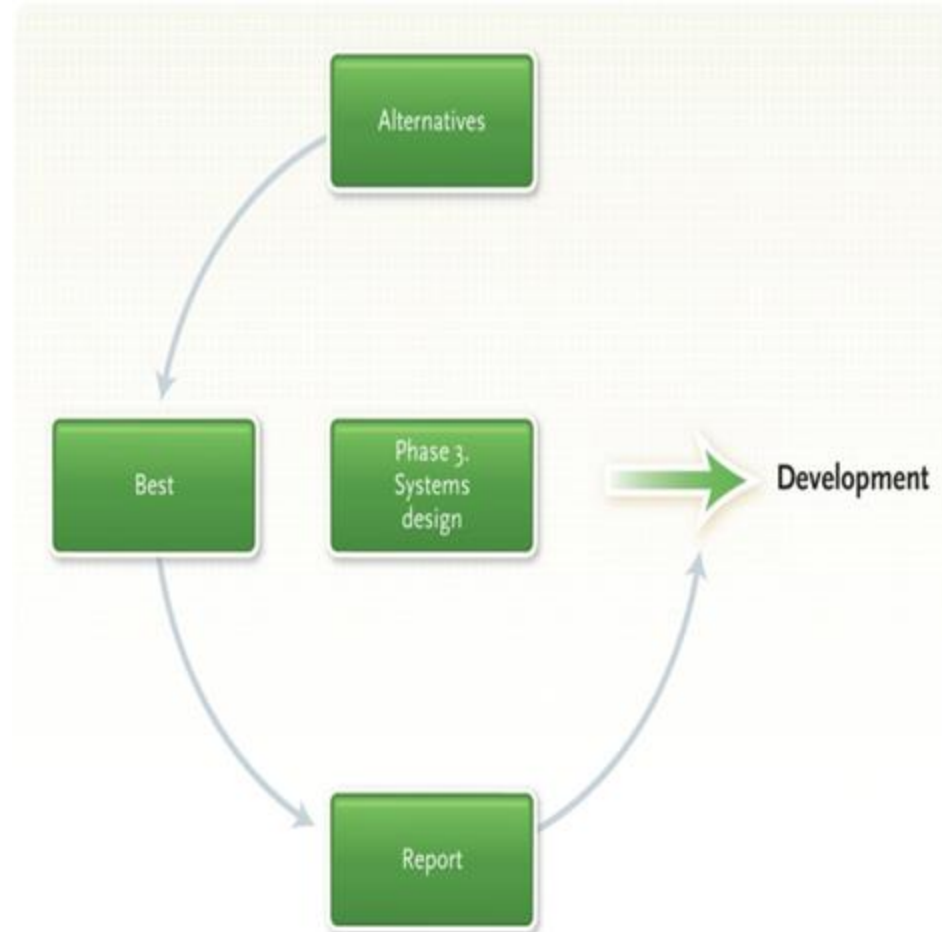 Alternatives
Best
Phase 3.
Systems
design
Development
Report